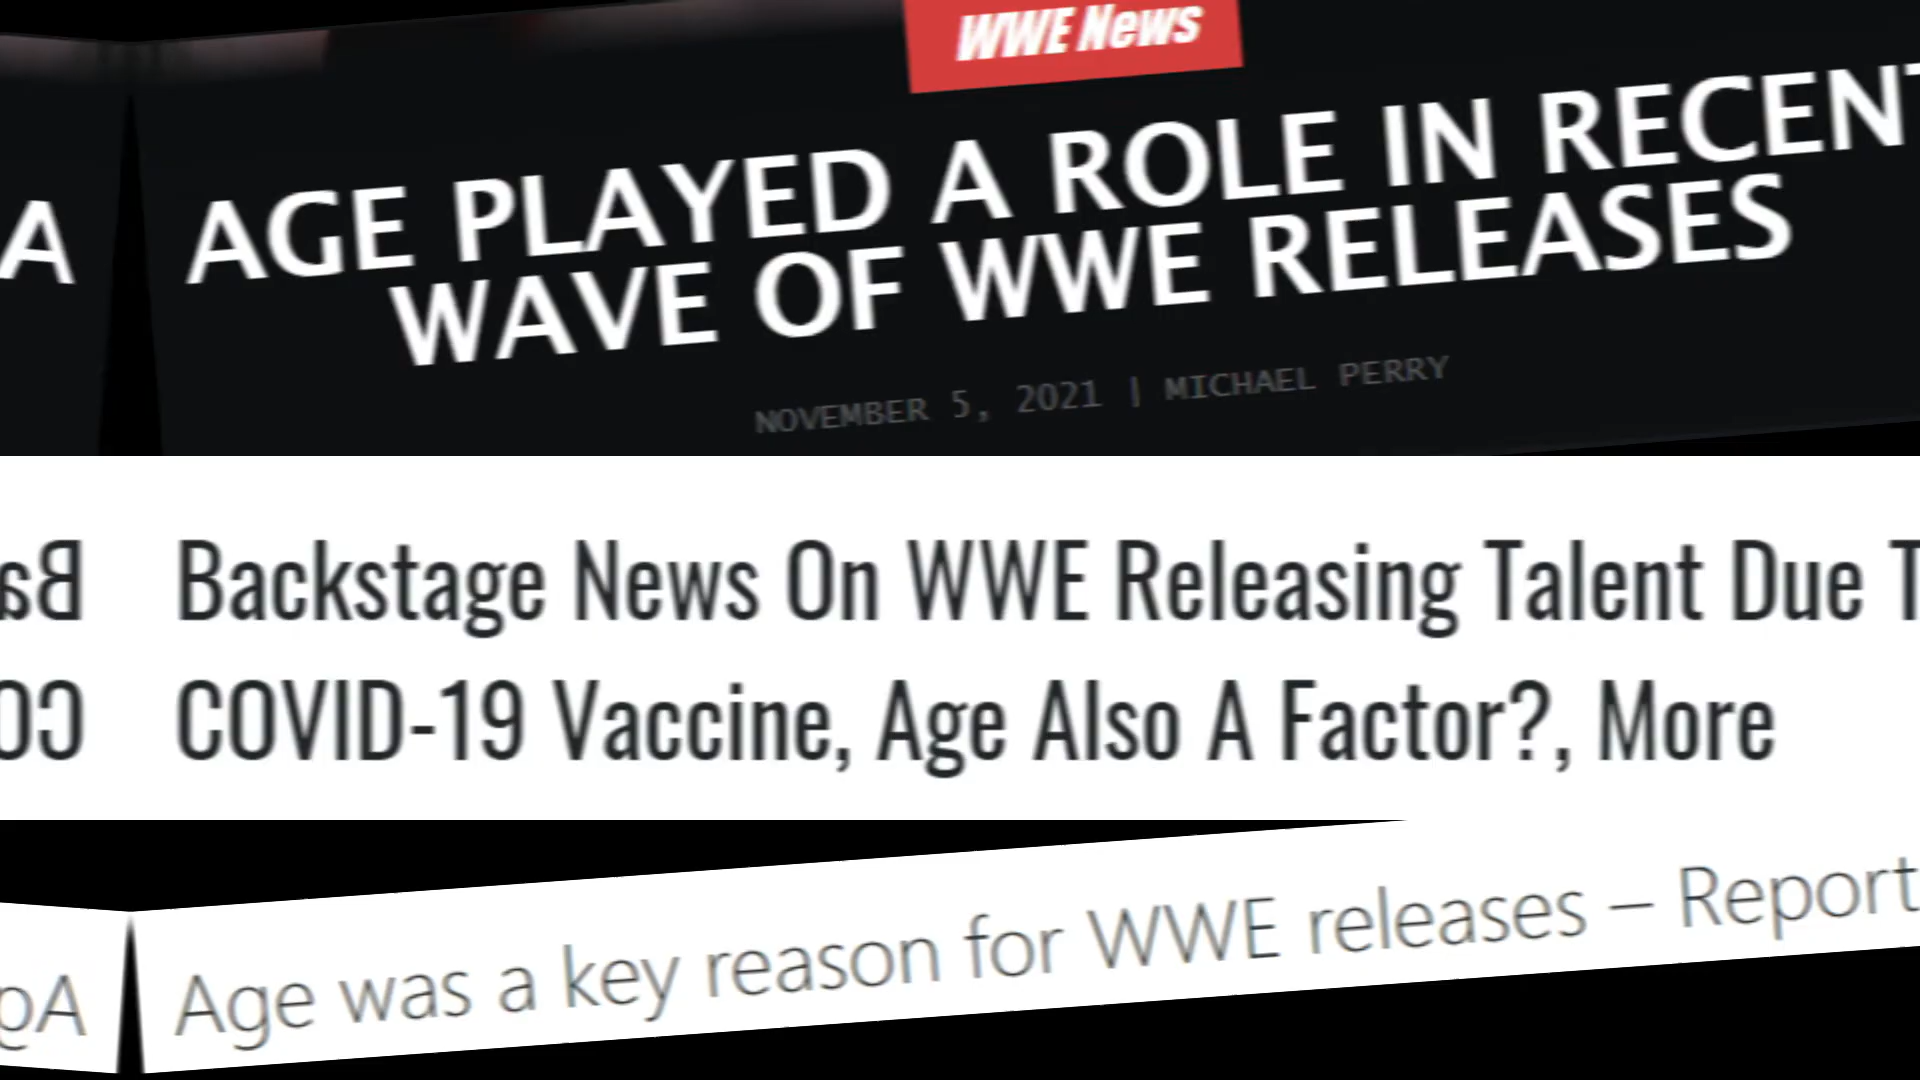 WWE News
AGE PLAYED A ROLE IN RECENT
WAVE OF WWE RELEASES
NOVEMBER 5, 2021 | MICHAEL PERRY
Backstage News On WWE Releasing Talent Due T
COVID-19 Vaccine, Age Also A Factor?, More
Age was a key reason for WWE releases – Report